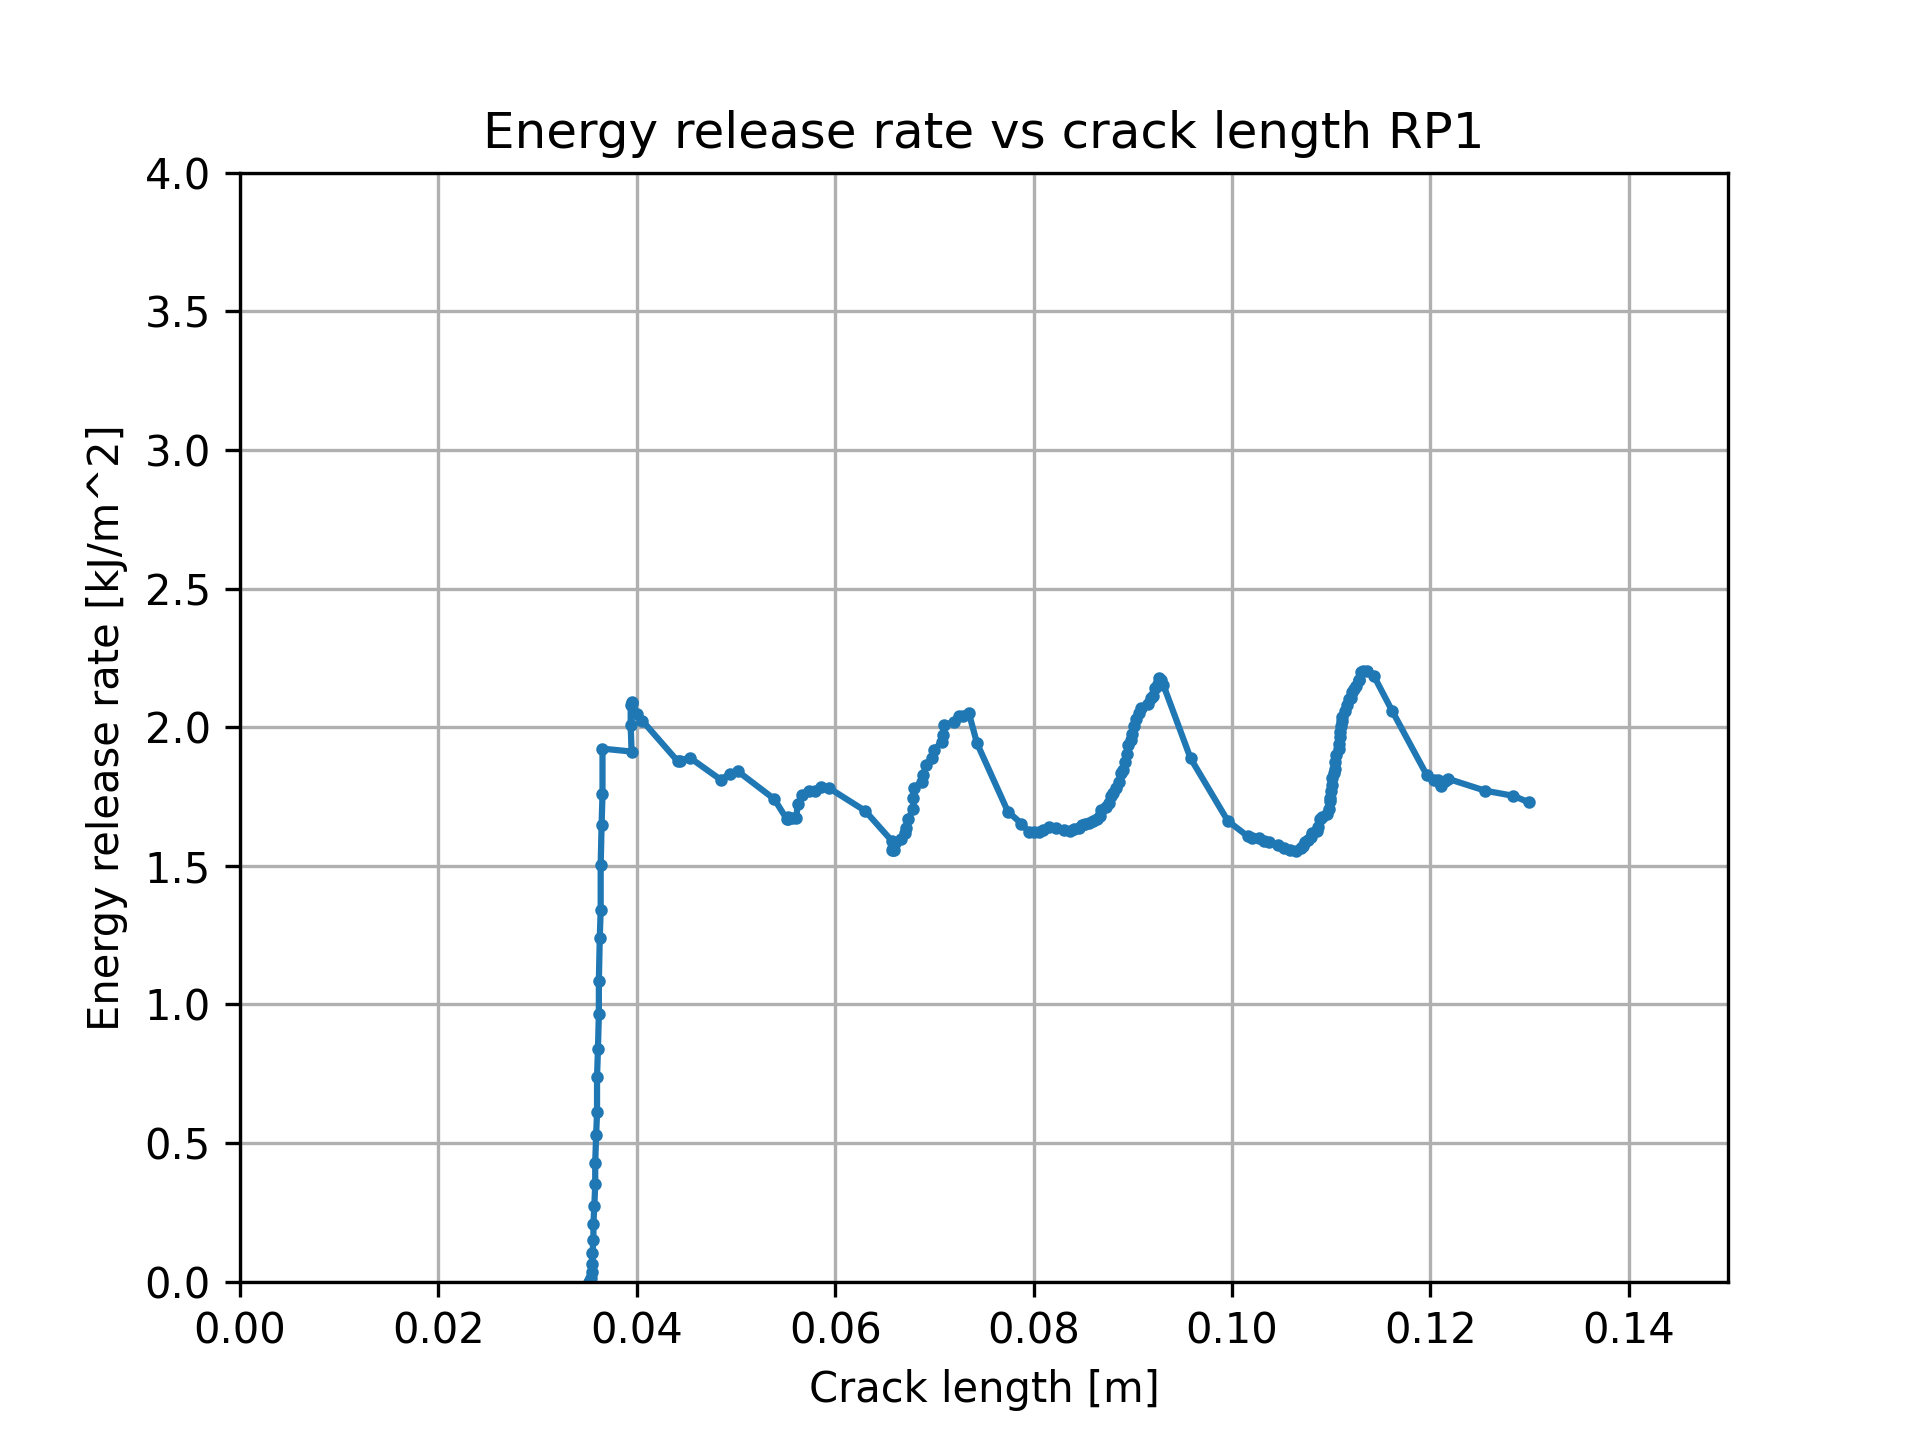 Energy release rate vs crack length RP1
4.0
3.5
3.0
2.5
2.0
1.5
1.0
0.5
0.0
Energy release rate [kJ/m^2]
0.00 0.02 0.04 0.06 0.08 0.10 0.12 0.14
Crack length [m]